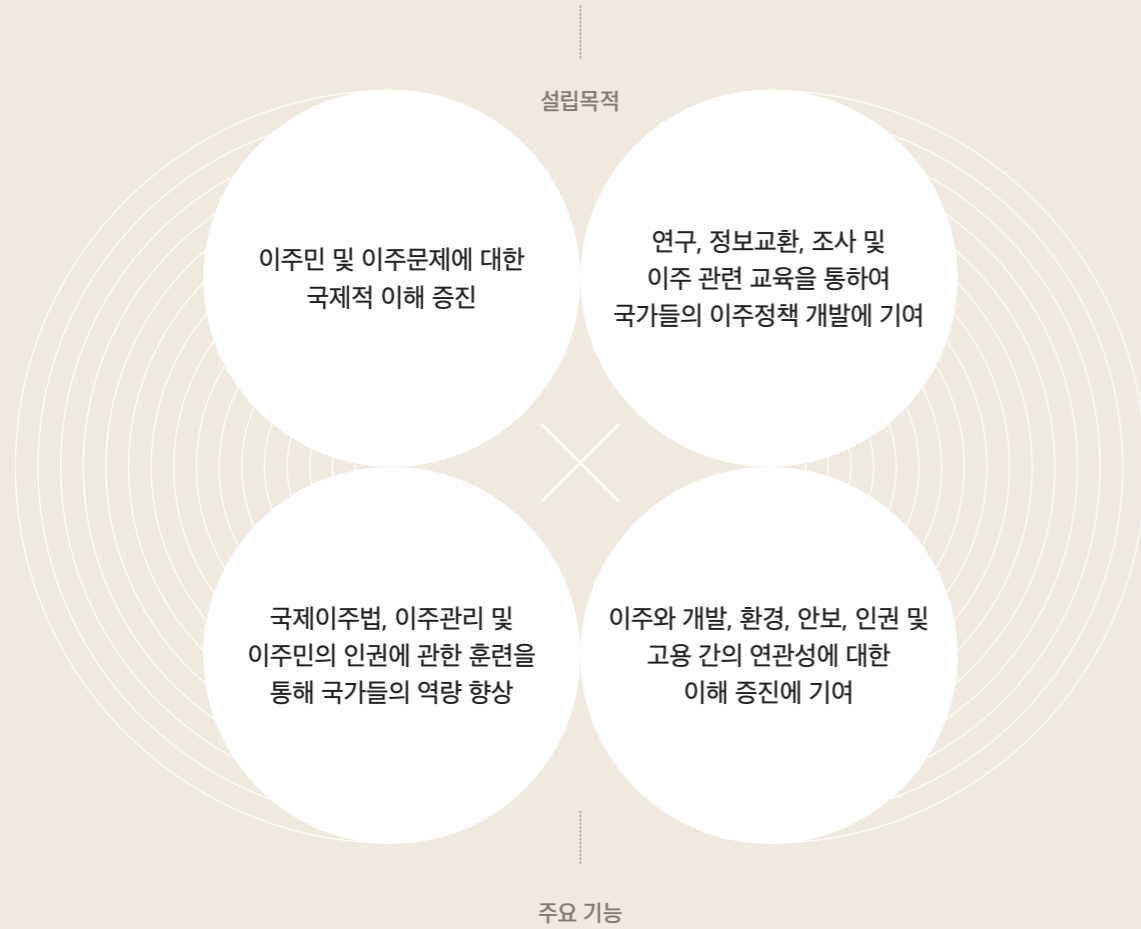 설립목적
이주민 및 이주문제에 대한
국제적 이해 증진
연구, 정보교환, 조사 및
이주 관련 교육을 통하여
국가들의 이주정책 개발에 기여
국제이주법, 이주관리 및
이주민의 인권에 관한 훈련을
통해 국가들의 역량 향상
이주와 개발, 환경, 안보, 인권 및
고용 간의 연관성에 대한
이해 증진에 기여
주요 기능